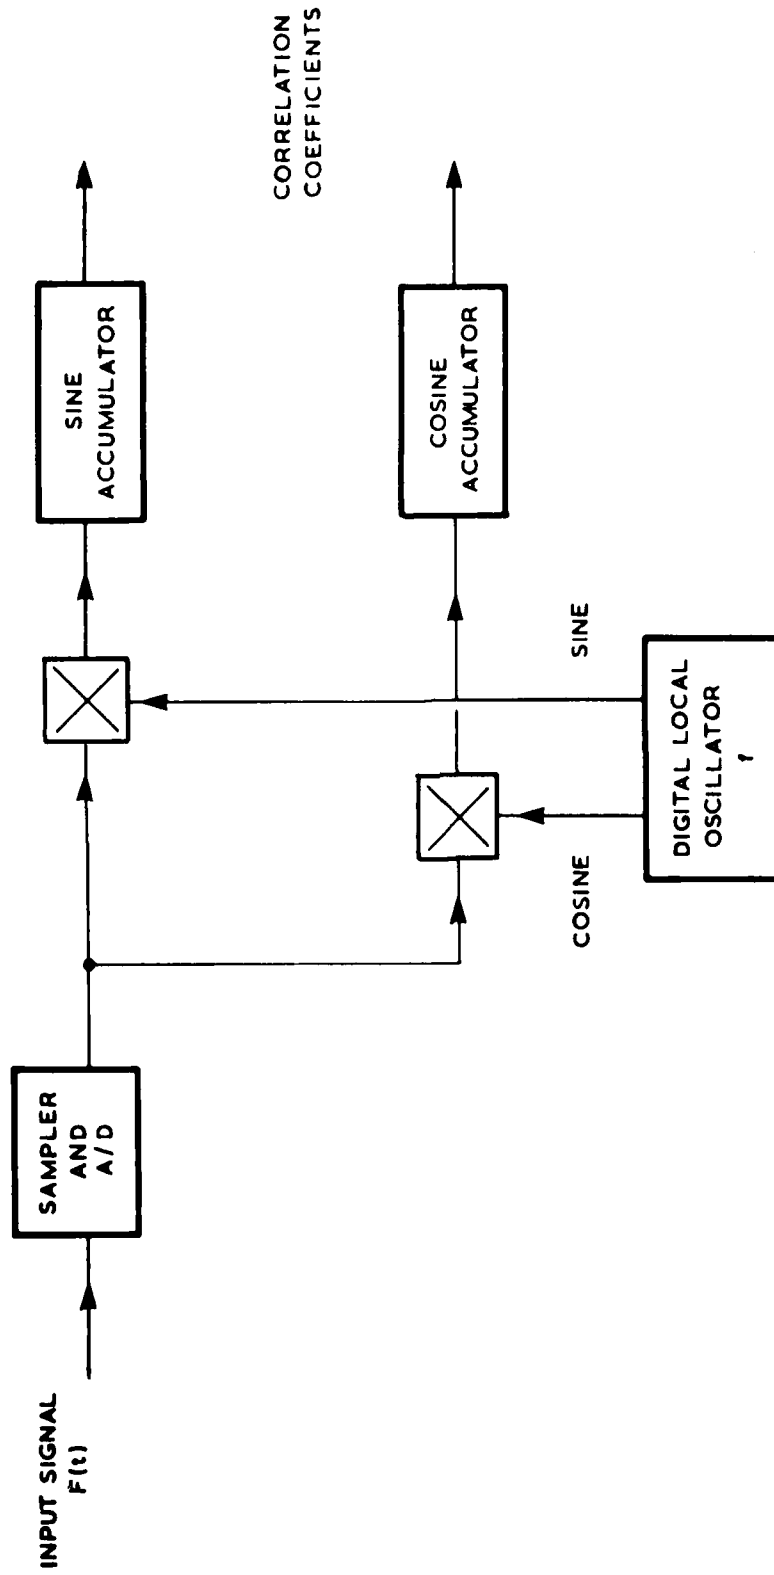 INPUT SIGNAL
F(t)
SAMPLER
AND
A/D
SINE
ACCUMULATOR
COSINE
ACCUMULATOR
CORRELATION
COEFFICIENTS
COSINE
SINE
DIGITAL LOCAL
OSCILLATOR
f